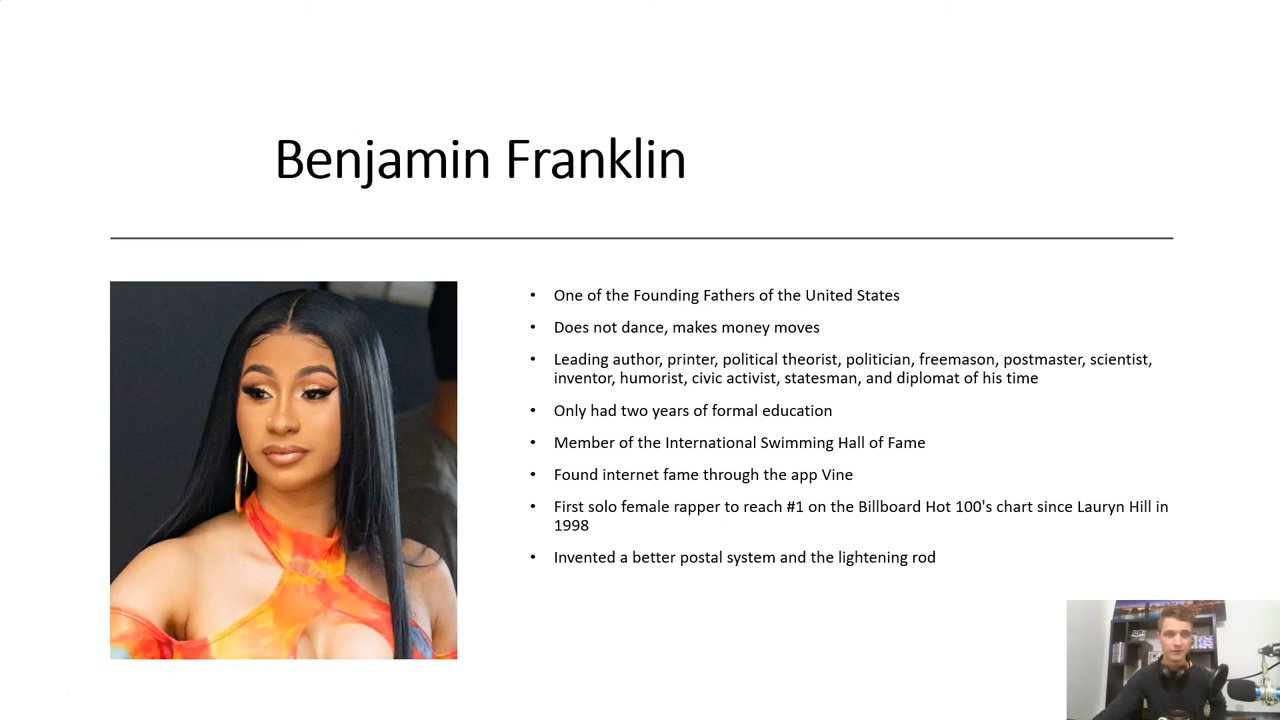 Benjamin Franklin
• One of the Founding Fathers of the United States
• Does not dance, makes money moves
• Leading author, printer, political theorist, politician, freemason, postmaster, scientist,
inventor, humorist, civic activist, statesman, and diplomat of his time
• Only had two years of formal education
• Member of the International Swimming Hall of Fame
• Found internet fame through the app Vine
• First solo female rapper to reach #1 on the Billboard Hot 100's chart since Lauryn Hill in
1998
• Invented a better postal system and the lightening rod